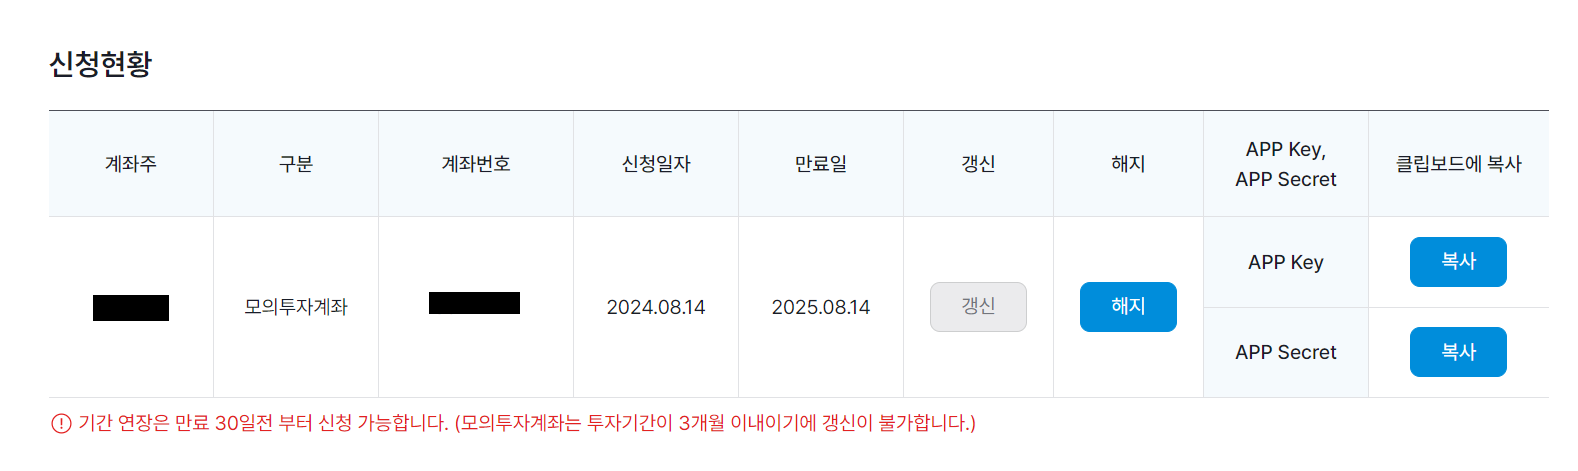 신청현황
계좌주
구분
계좌번호
신청일자
만료일
갱신
해지
APP Key,
APP Secret
클립보드에 복사
모의투자계좌
2024.08.14
2025.08.14
갱신
해지
APP Key
복사
APP Secret
복사
기간 연장은 만료 30일전 부터 신청 가능합니다. (모의투자계좌는 투자기간이 3개월 이내이기에 갱신이 불가합니다.)